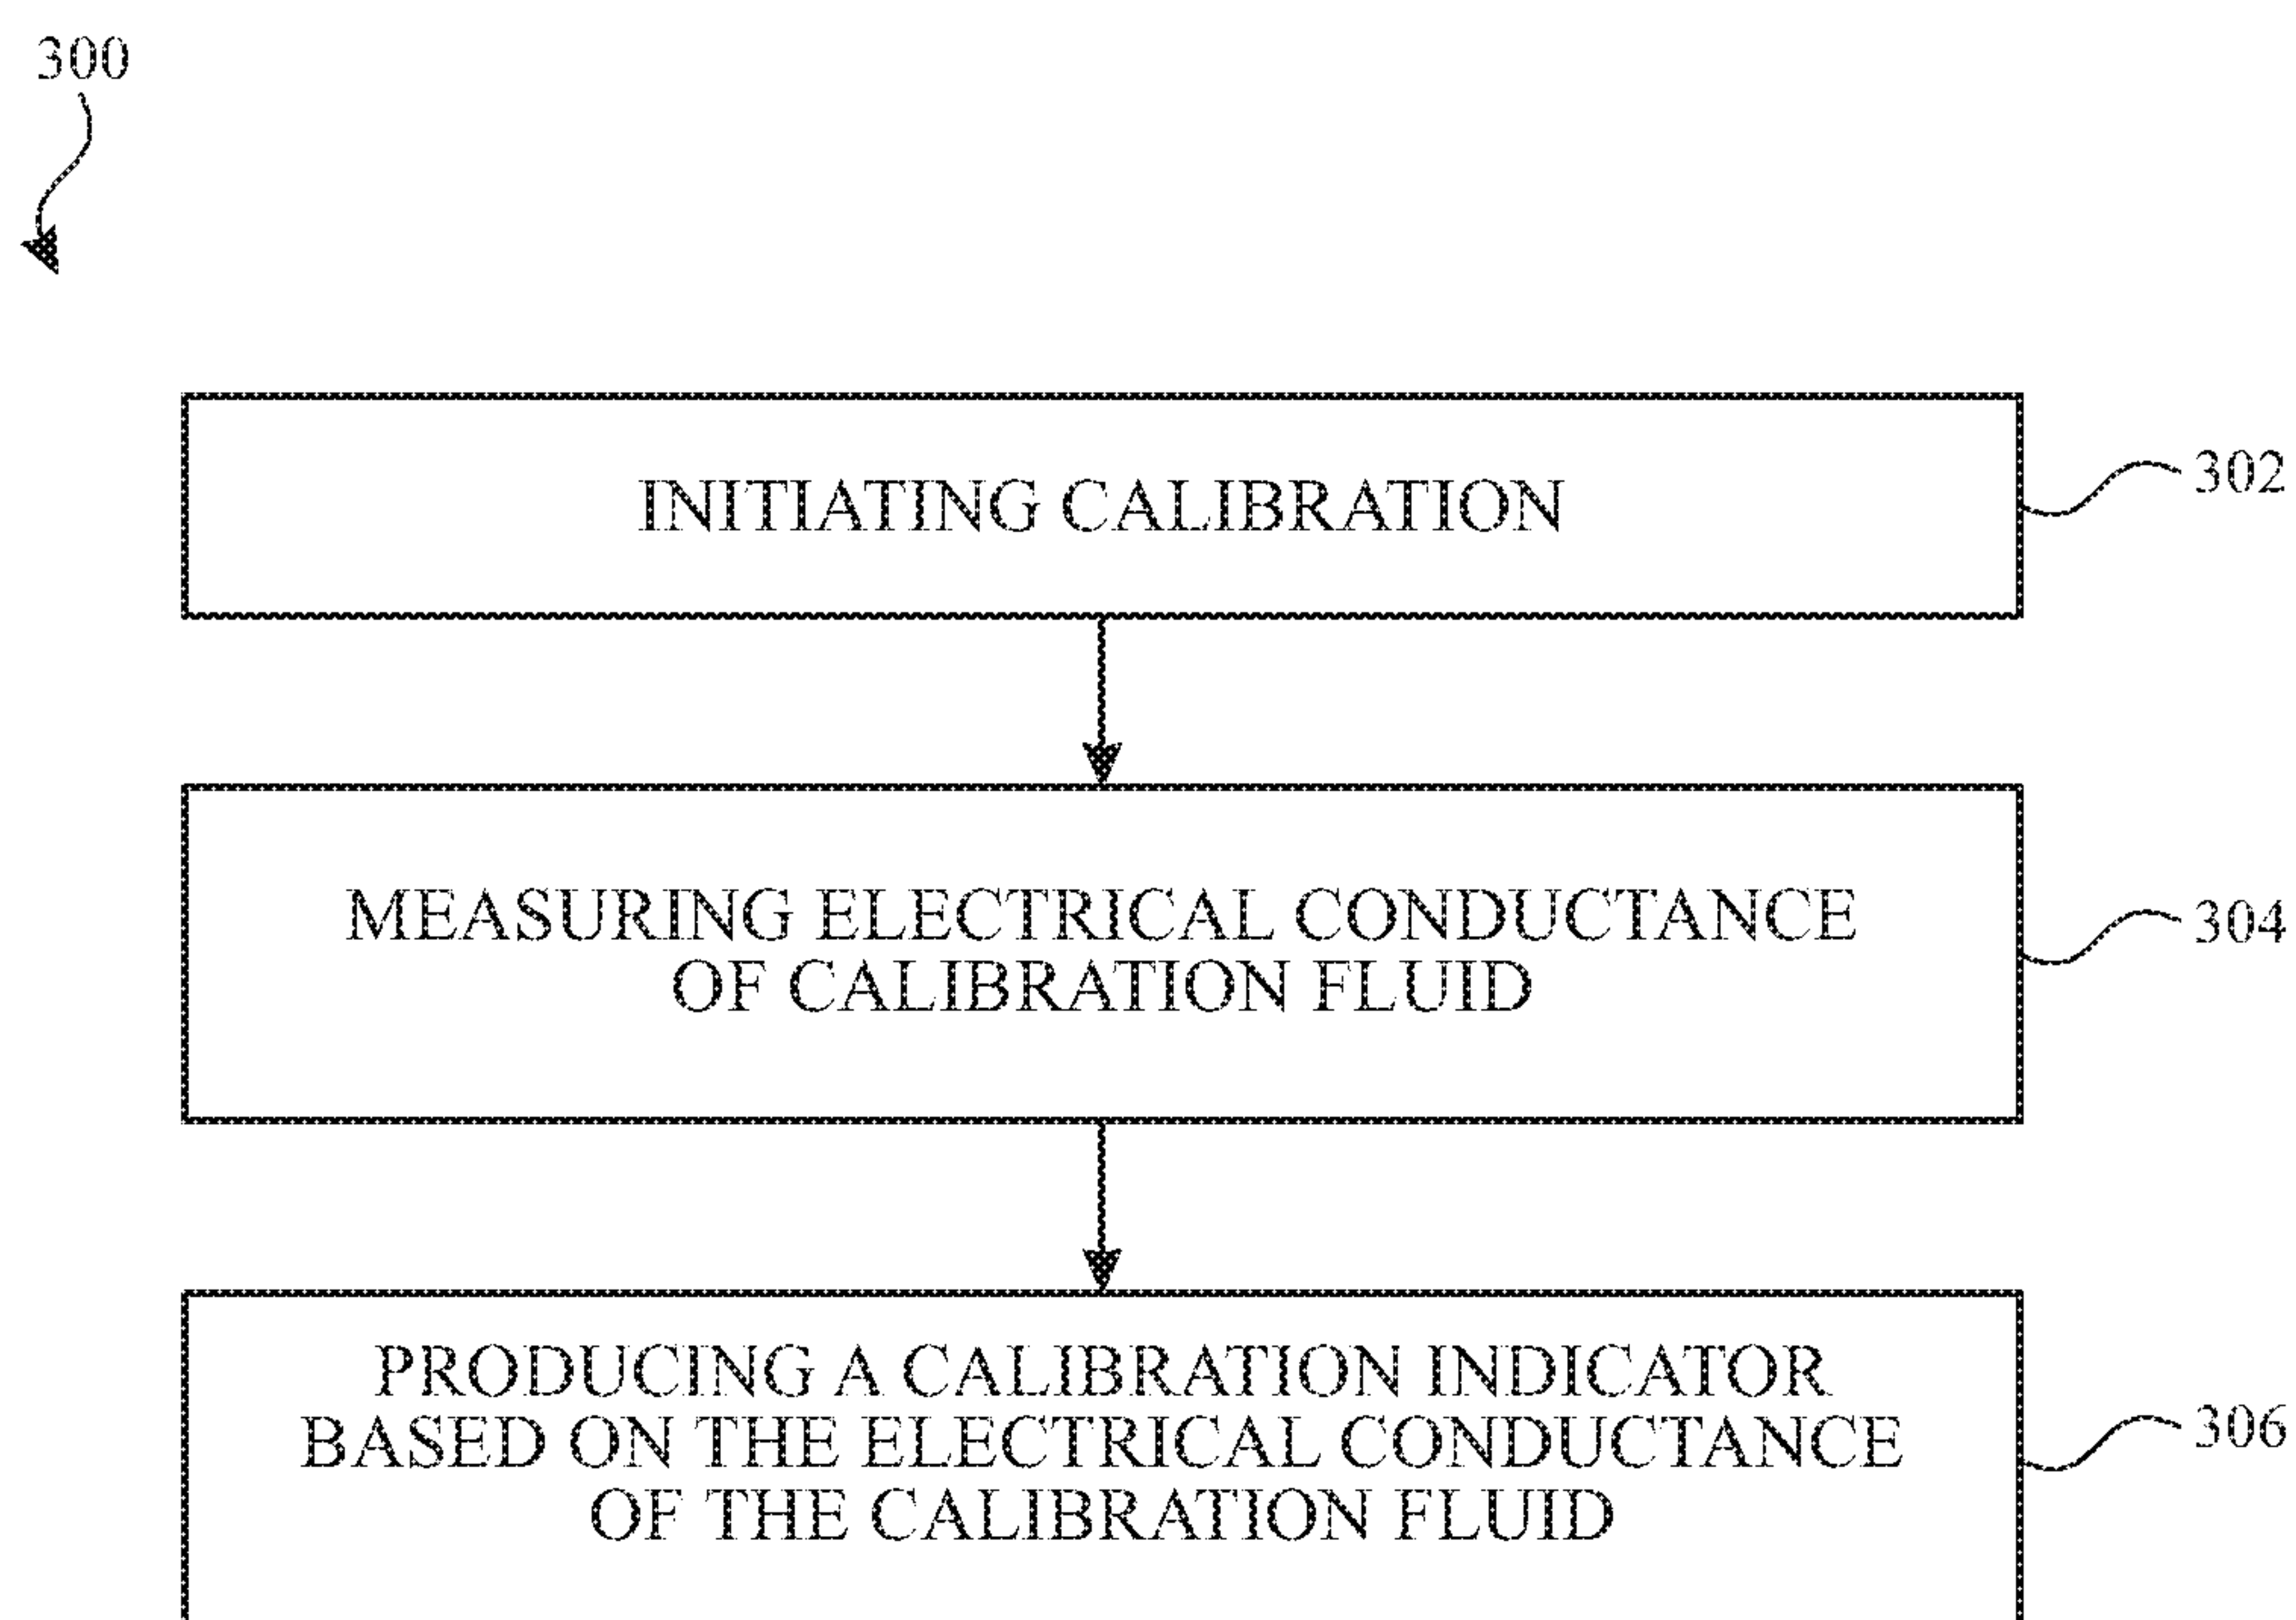 300
INITIATING CALIBRATION
302
MEASURING ELECTRICAL CONDUCTANCE
OF CALIBRATION FLUID
304
PRODUCING A CALIBRATION INDICATOR
BASED ON THE ELECTRICAL CONDUCTANCE
OF THE CALIBRATION FLUID
306